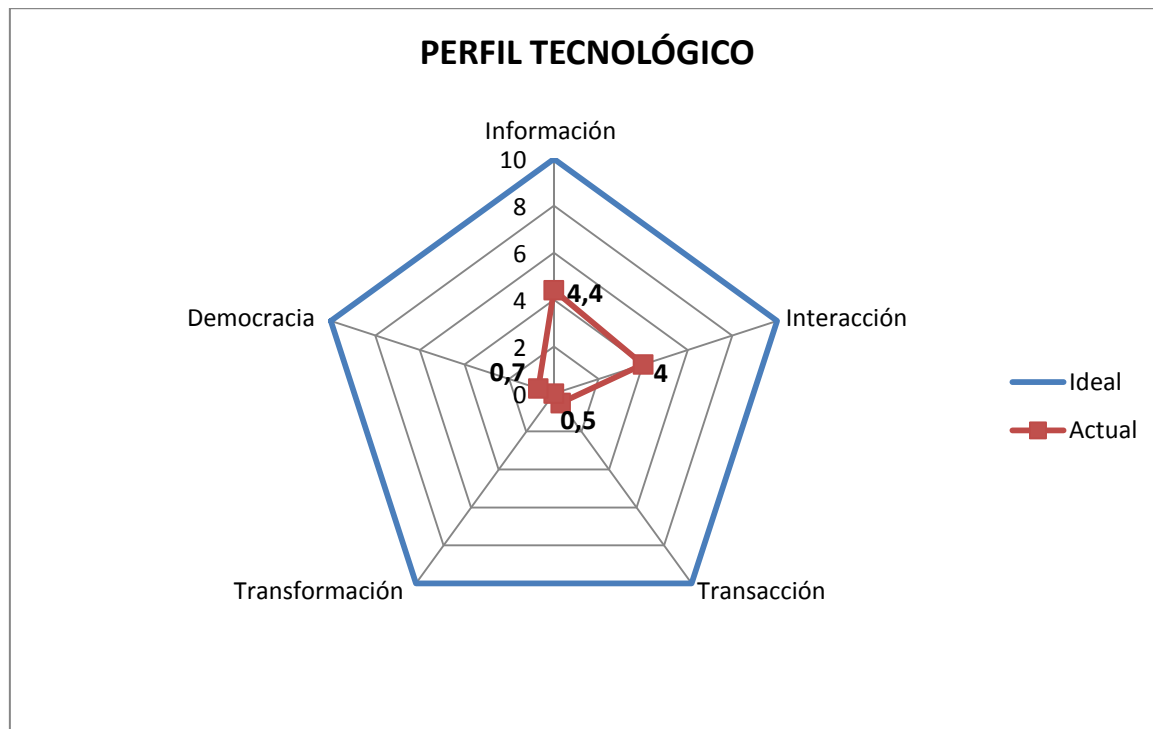 PERFIL TECNOLÓGICO
Información
10
8
6
4
2
0
4,4
Interacción
4
0,5
Transacción
Transformación
Democracia
0,7
Ideal
Actual